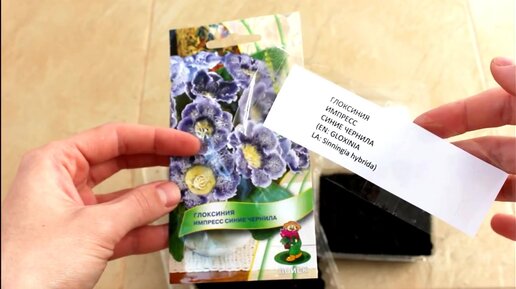 ГЛОКСИНИЯ
ИМПРЕСС СИНИЕ ЧЕРНИЛА
ГЛОКСИНИЯ
ИМПРЕСС
СИНИЕ ЧЕРНИЛА
(EN: GLOXINIA
LA: Sinningia hybrida)